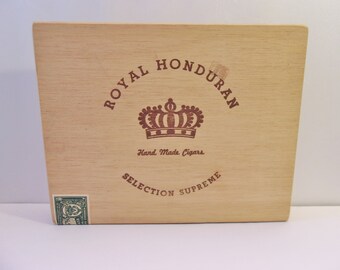 ROYAL HONDURAN
Hand Made Cigars
SELECTION SUPREME